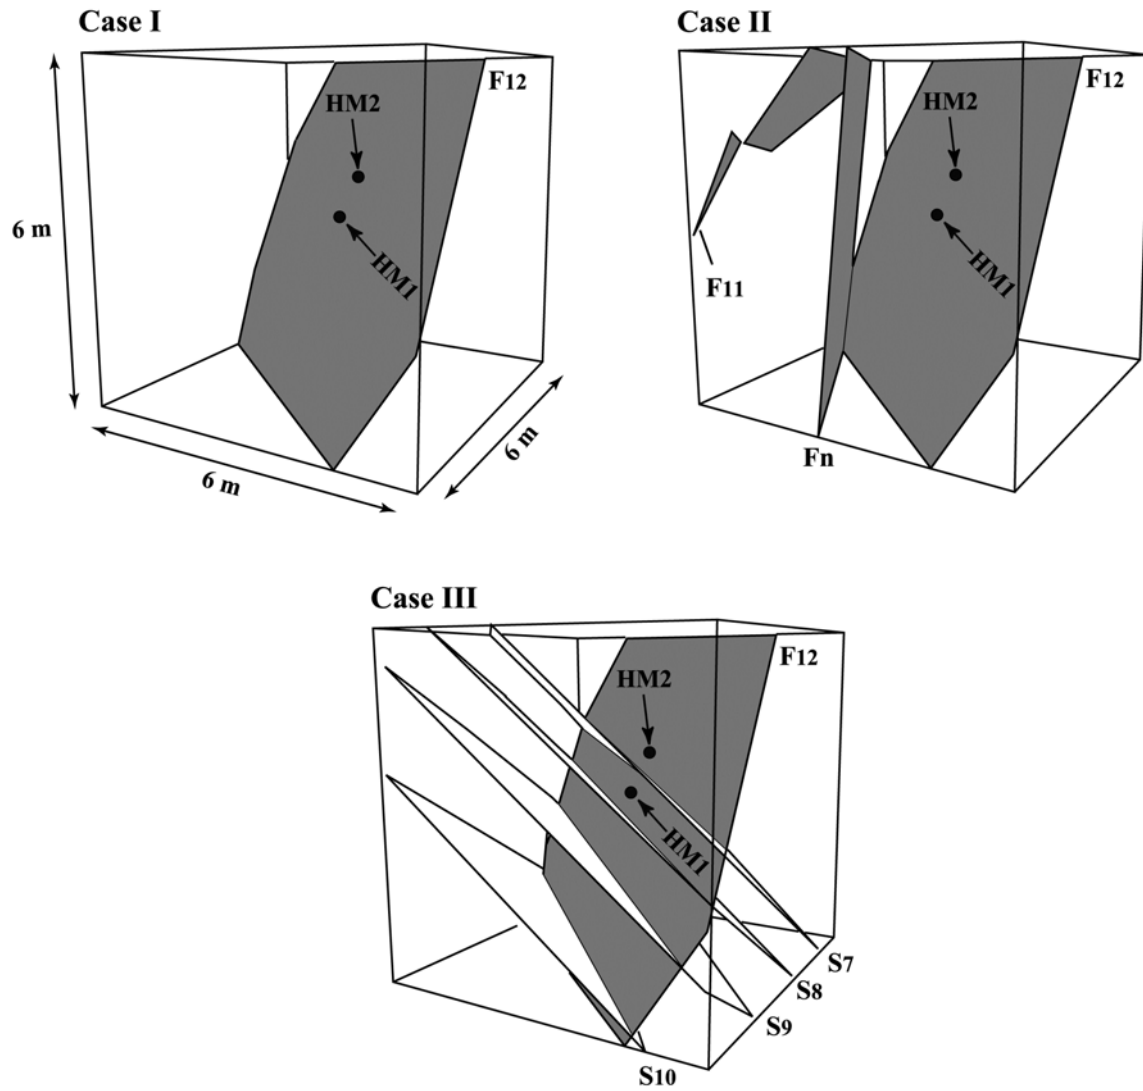 Case I
F12
HM2
HM1
6 m
6 m
6 m
Case II
F12
HM2
HM1
F11
Fn
Case III
F12
HM2
HM1
S7
S8
S9
S10